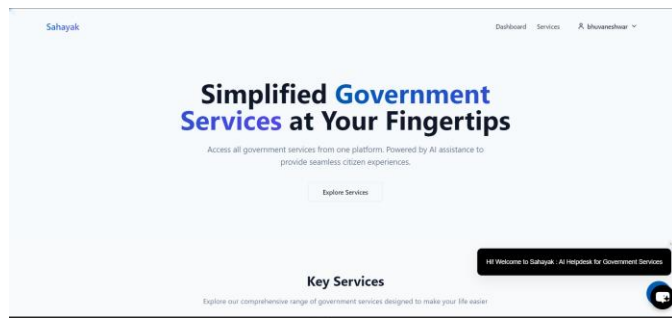 Sahayak
Dashboard Services bhuvaneshwar
Simplified Government
Services at Your Fingertips
Access all government services from one platform. Powered by AI assistance to
provide seamless citizen experiences.
Explore Services
Hi! Welcome to Sahayak : AI Helpdesk for Government Services
Key Services
Explore our comprehensive range of government services designed to make your life easier